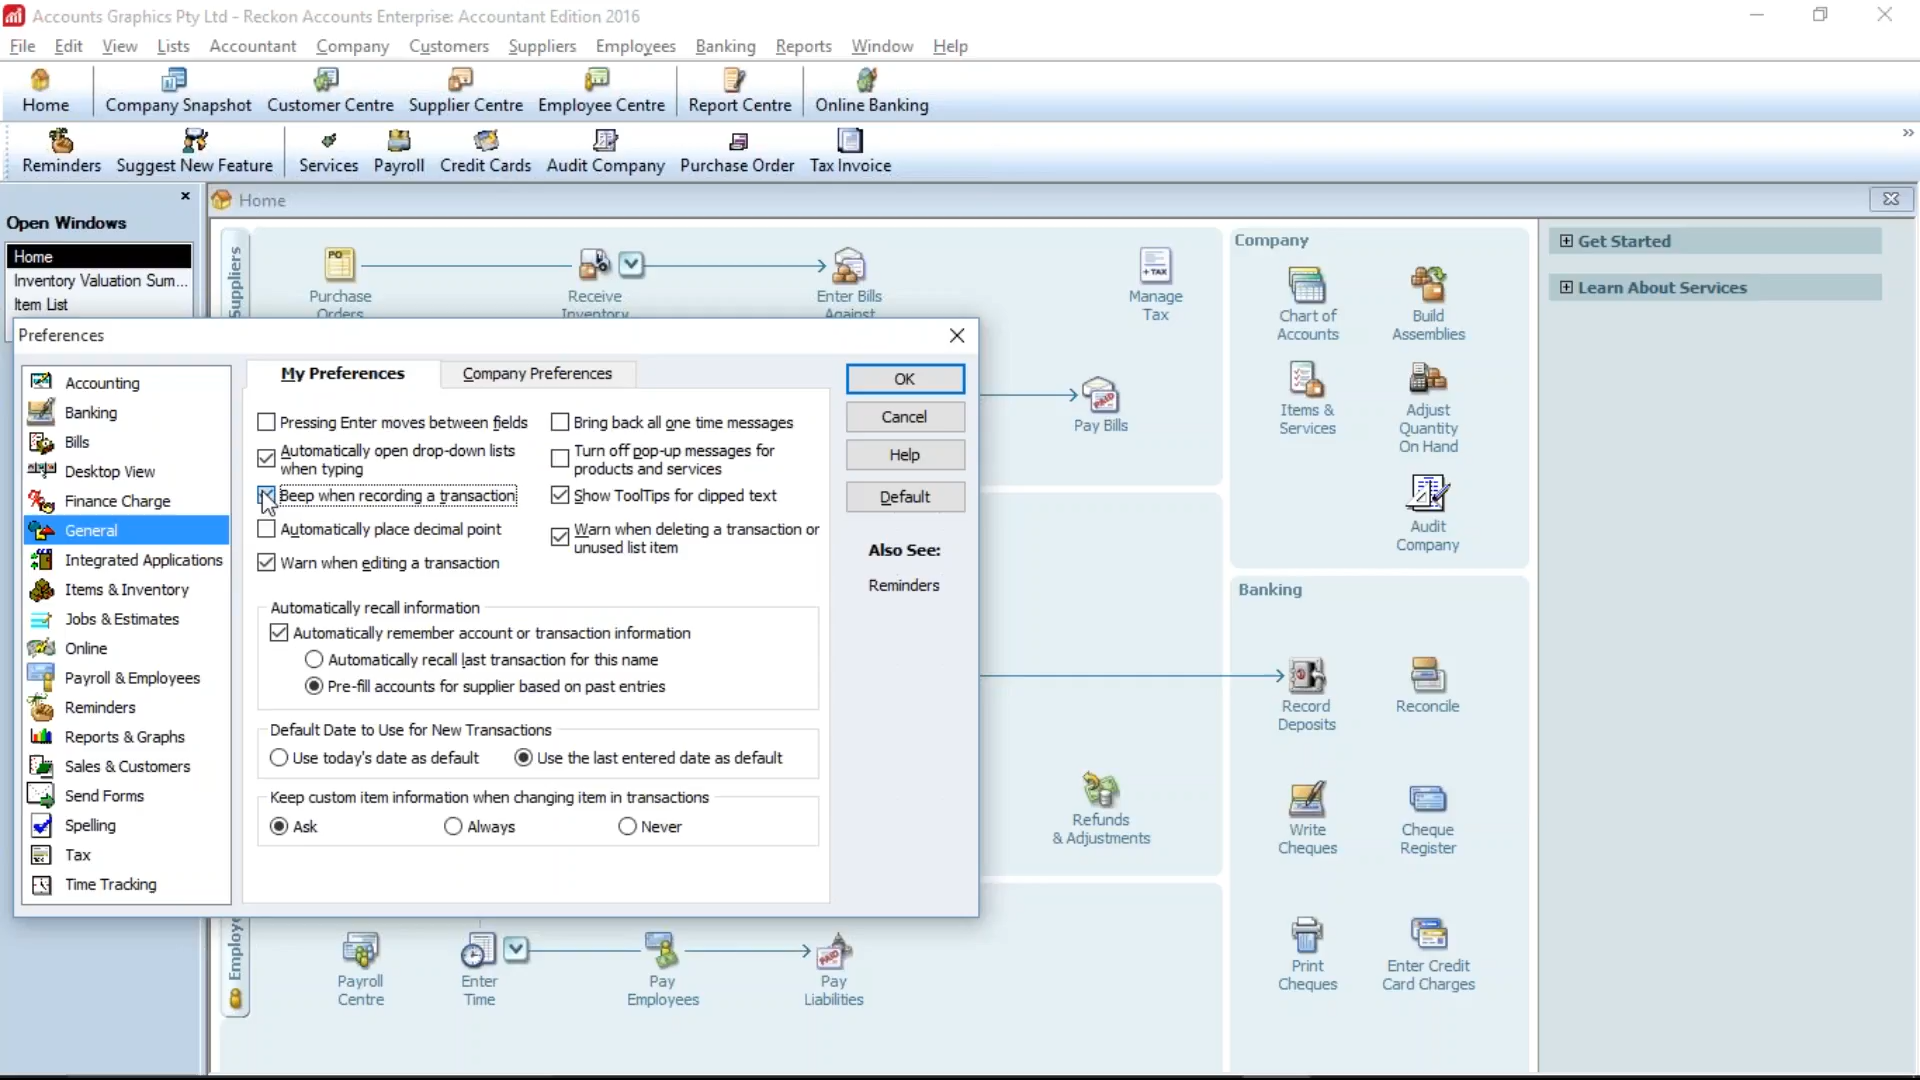 Accounts Graphics Pty Ltd - Reckon Accounts Enterprise: Accountant Edition 2016
File Edit View Lists Accountant Company Customers Suppliers Employees Banking Reports Window Help
Home Company Snapshot Customer Centre Supplier Centre Employee Centre Report Centre Online Banking
Reminders Suggest New Feature Services Payroll Credit Cards Audit Company Purchase Order Tax Invoice
Open Windows
Home
Inventory Valuation Sum...
Item List
Home
Suppliers
PO
Purchase
Orders
Receive
Inventory
Enter Bills
Against
+TAX
Manage
Tax
PAID
Pay Bills
Company
Chart of
Accounts
Build
Assemblies
Items &
Services
Adjust
Quantity
On Hand
Audit
Company
Get Started
Learn About Services
Preferences
Accounting
Banking
Bills
Desktop View
Finance Charge
General
Integrated Applications
Items & Inventory
Jobs & Estimates
Online
Payroll & Employees
Reminders
Reports & Graphs
Sales & Customers
Send Forms
Spelling
Tax
Time Tracking
My Preferences
Company Preferences
Pressing Enter moves between fields
Automatically open drop-down lists
when typing
Beep when recording a transaction
Automatically place decimal point
Warn when editing a transaction
Bring back all one time messages
Turn off pop-up messages for
products and services
Show ToolTips for clipped text
Warn when deleting a transaction or
unused list item
Automatically recall information
Automatically remember account or transaction information
Automatically recall last transaction for this name
Pre-fill accounts for supplier based on past entries
Default Date to Use for New Transactions
Use today's date as default
Use the last entered date as default
Keep custom item information when changing item in transactions
Ask
Always
Never
OK
Cancel
Help
Default
Also See:
Reminders
Banking
Record
Deposits
Reconcile
Refunds
& Adjustments
Write
Cheques
Cheque
Register
Print
Cheques
Enter Credit
Card Charges
Employe
Payroll
Centre
Enter
Time
Pay
Employees
PAID
Pay
Liabilities